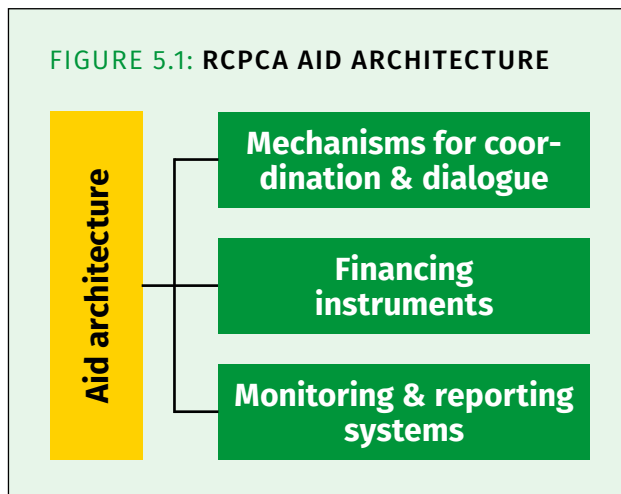 FIGURE 5.1: RCPCA AID ARCHITECTURE
Aid architecture
Mechanisms for coor-
dination & dialogue
Financing
instruments
Monitoring & reporting
systems